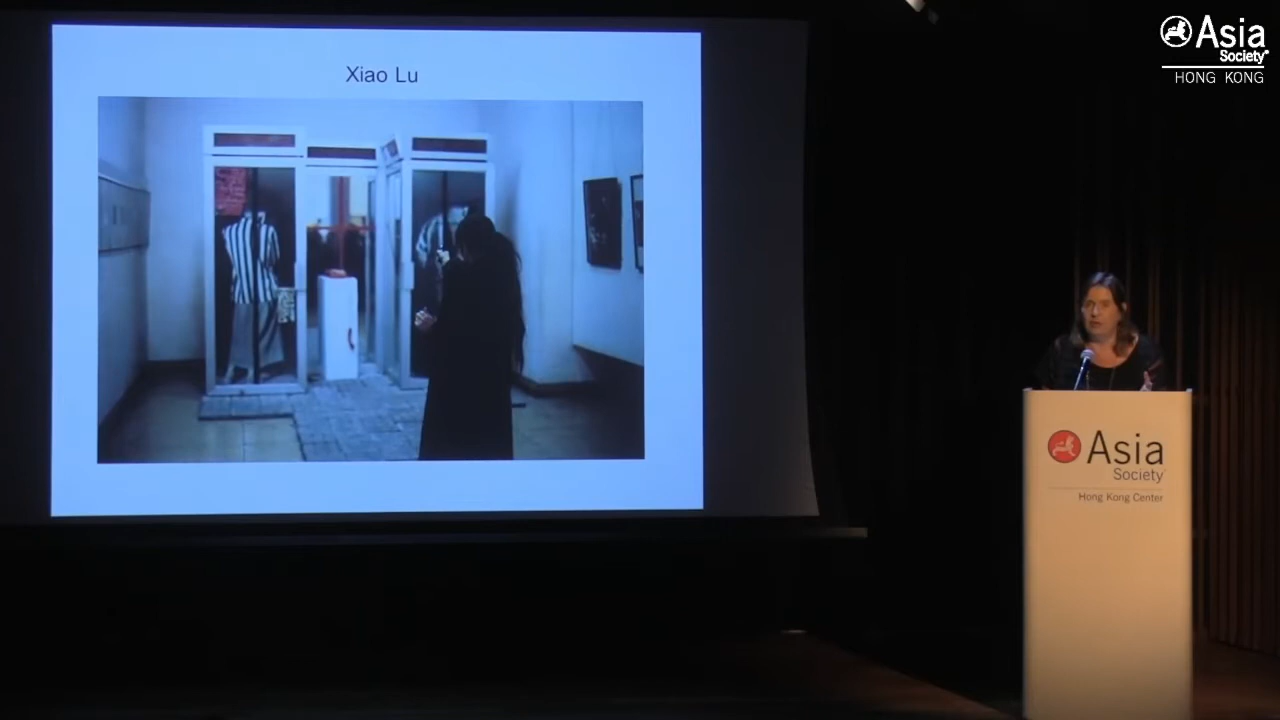 Xiao Lu
Asia
Society
HONG KONG
Asia
Society
Hong Kong Center